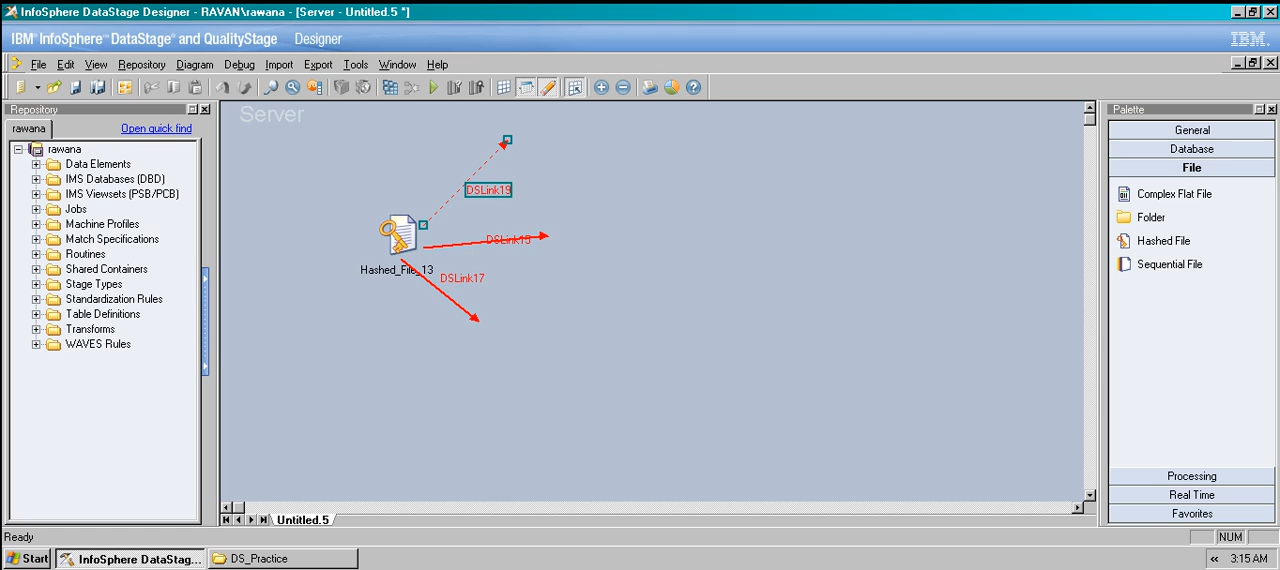 InfoSphere DataStage Designer - RAVAN\rawana - [Server - Untitled.5 *]
IBM® InfoSphere™ DataStage® and QualityStage Designer
IBM.
File Edit View Repository Diagram Debug Import Export Tools Window Help
Repository
rawana
Open quick find
rawana
Data Elements
IMS Databases (DBD)
IMS Viewsets (PSB/PCB)
Jobs
Machine Profiles
Match Specifications
Routines
Shared Containers
Stage Types
Standardization Rules
Table Definitions
Transforms
WAVES Rules
Server
DSLink19
DSLink15
Hashed_File_13
DSLink17
Untitled.5
Palette
General
Database
File
Complex Flat File
Folder
Hashed File
Sequential File
Processing
Real Time
Favorites
Ready
NUM
Start
InfoSphere DataStag...
DS_Practice
« 3:15 AM